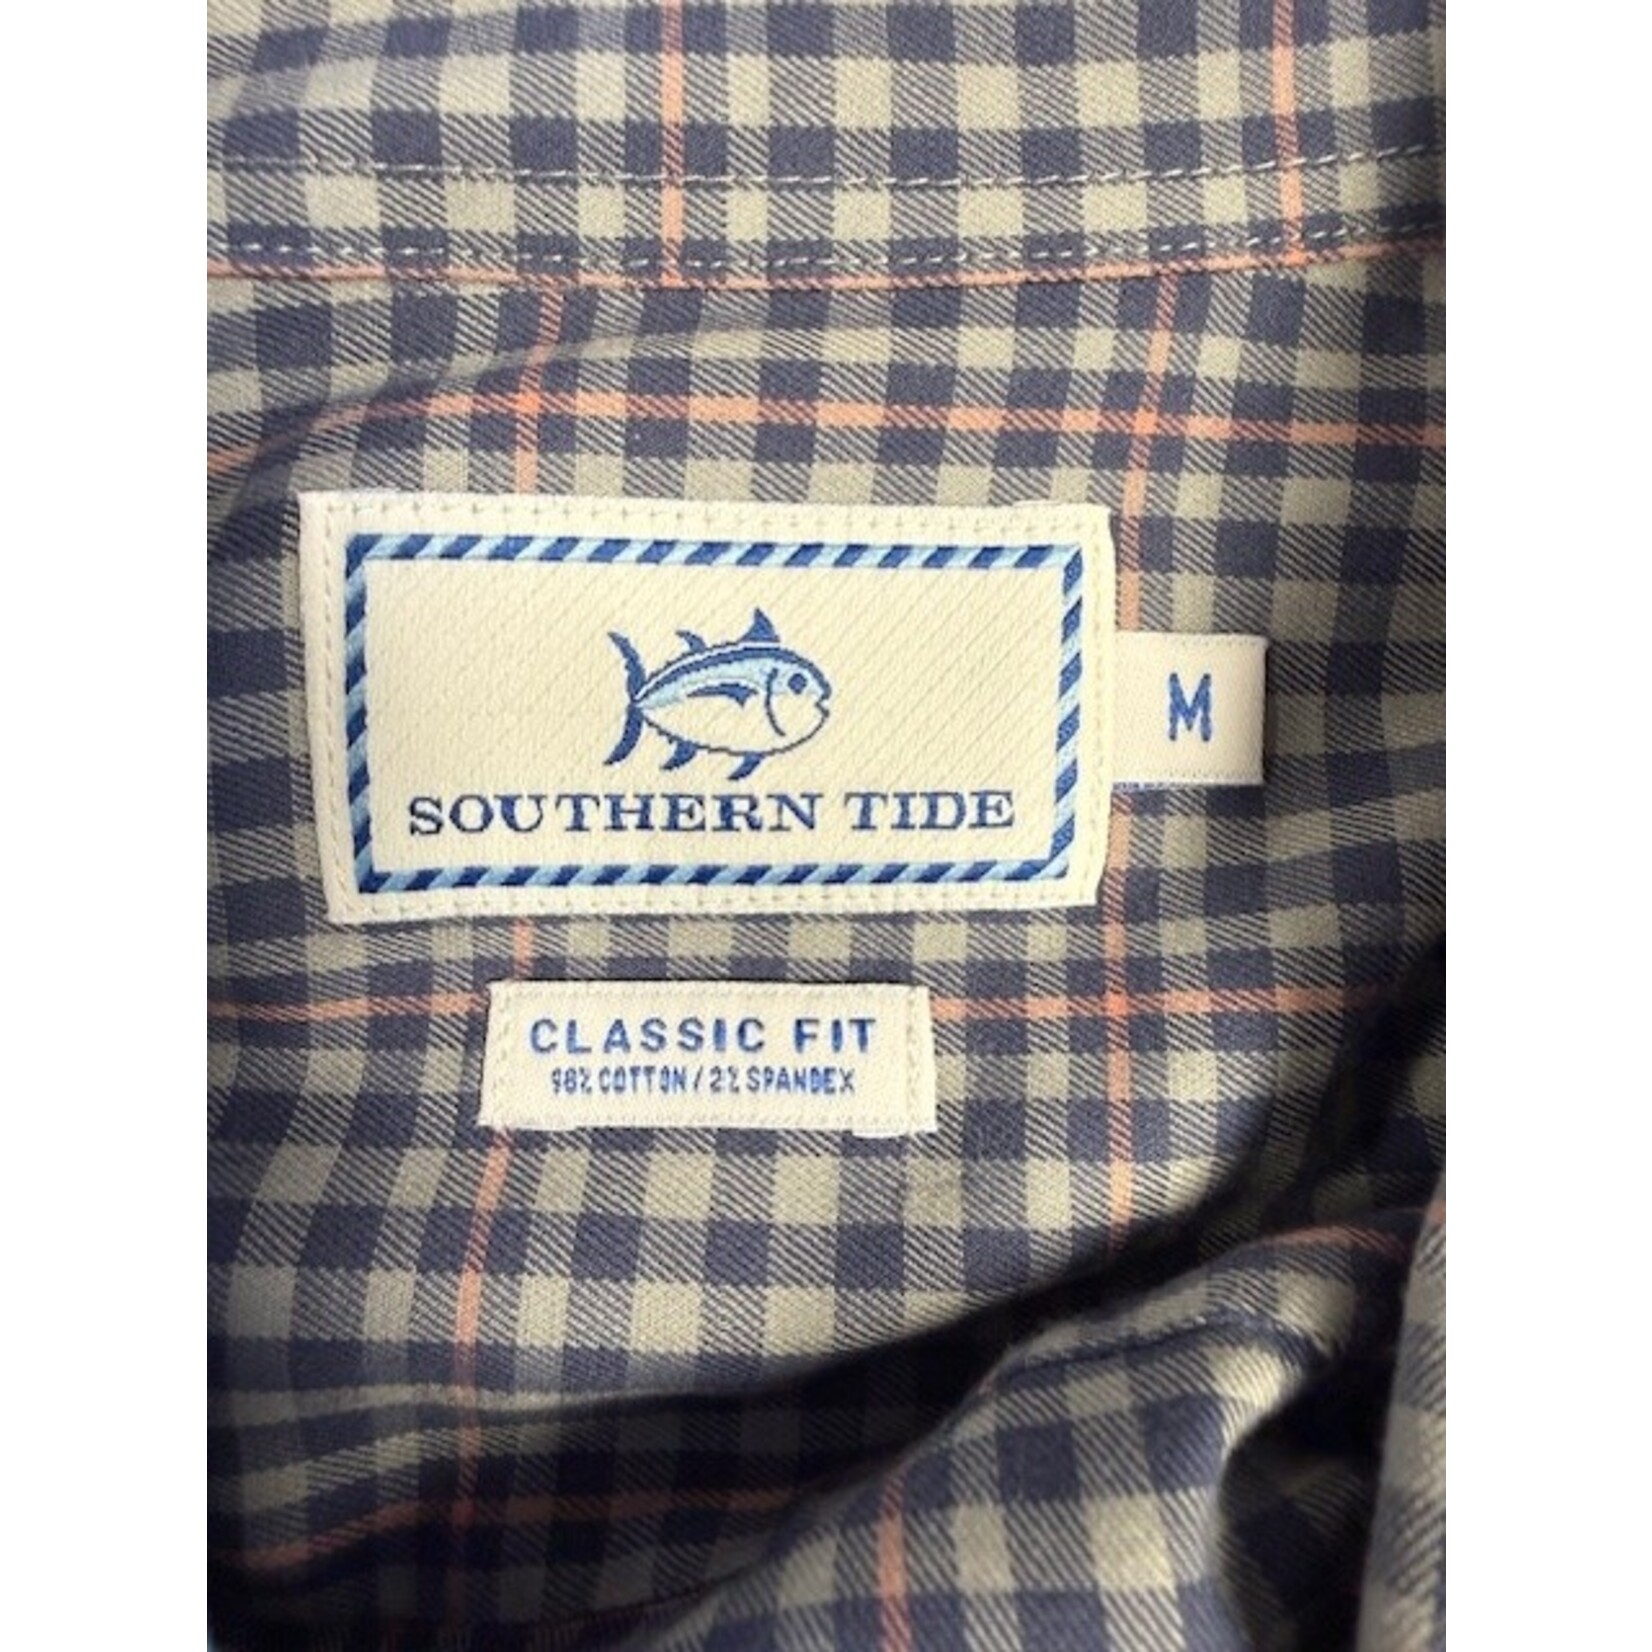 SOUTHERN TIDE
M
CLASSIC FIT
98% COTTON / 2% SPANDEX